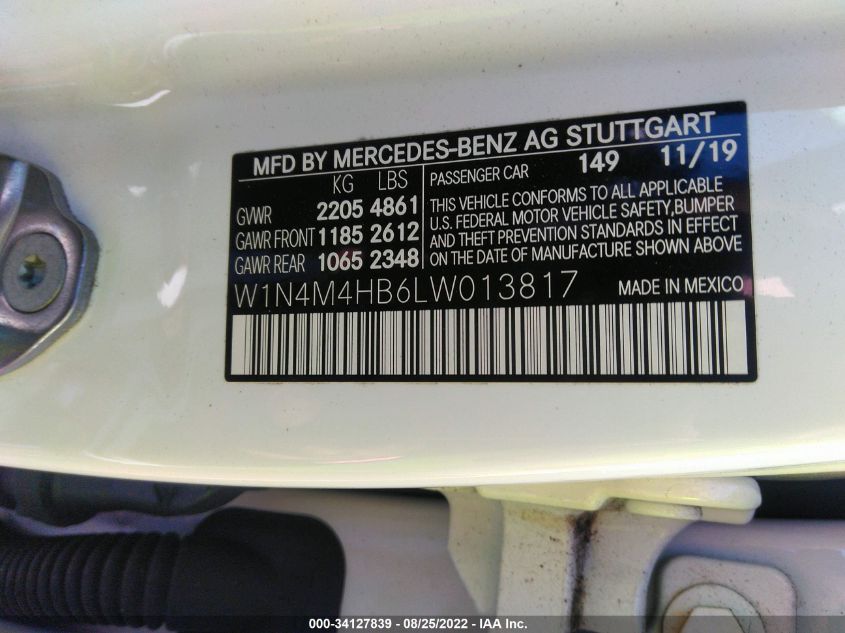 MFD BY MERCEDES-BENZ AG STUTTGART
KG LBS
GVWR 2205 4861
GAWR FRONT 1185 2612
GAWR REAR 1065 2348
PASSENGER CAR 149 11/19
THIS VEHICLE CONFORMS TO ALL APPLICABLE
U.S. FEDERAL MOTOR VEHICLE SAFETY,BUMPER
AND THEFT PREVENTION STANDARDS IN EFFECT
ON THE DATE OF MANUFACTURE SHOWN ABOVE
W1N4M4HB6LW013817 MADE IN MEXICO
000-34127839 - 08/25/2022 - © IAA, Inc.